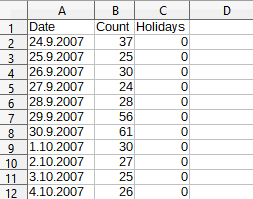 A B C D
1 Date Count Holidays
2 24.9.2007 37 0
3 25.9.2007 25 0
4 26.9.2007 30 0
5 27.9.2007 24 0
6 28.9.2007 28 0
7 29.9.2007 56 0
8 30.9.2007 61 0
9 1.10.2007 30 0
10 2.10.2007 27 0
11 3.10.2007 25 0
12 4.10.2007 26 0